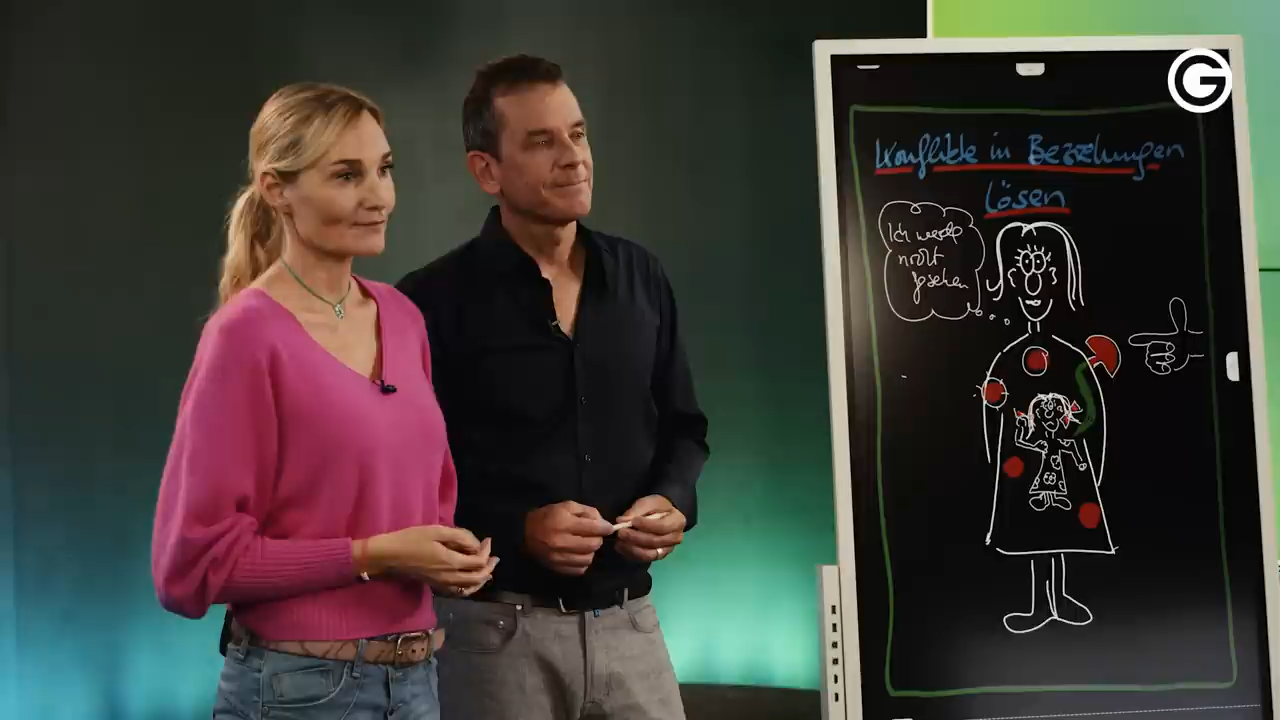 G
Konflikte in Beziehungen
lösen
Ich werde
nicht
gesehen